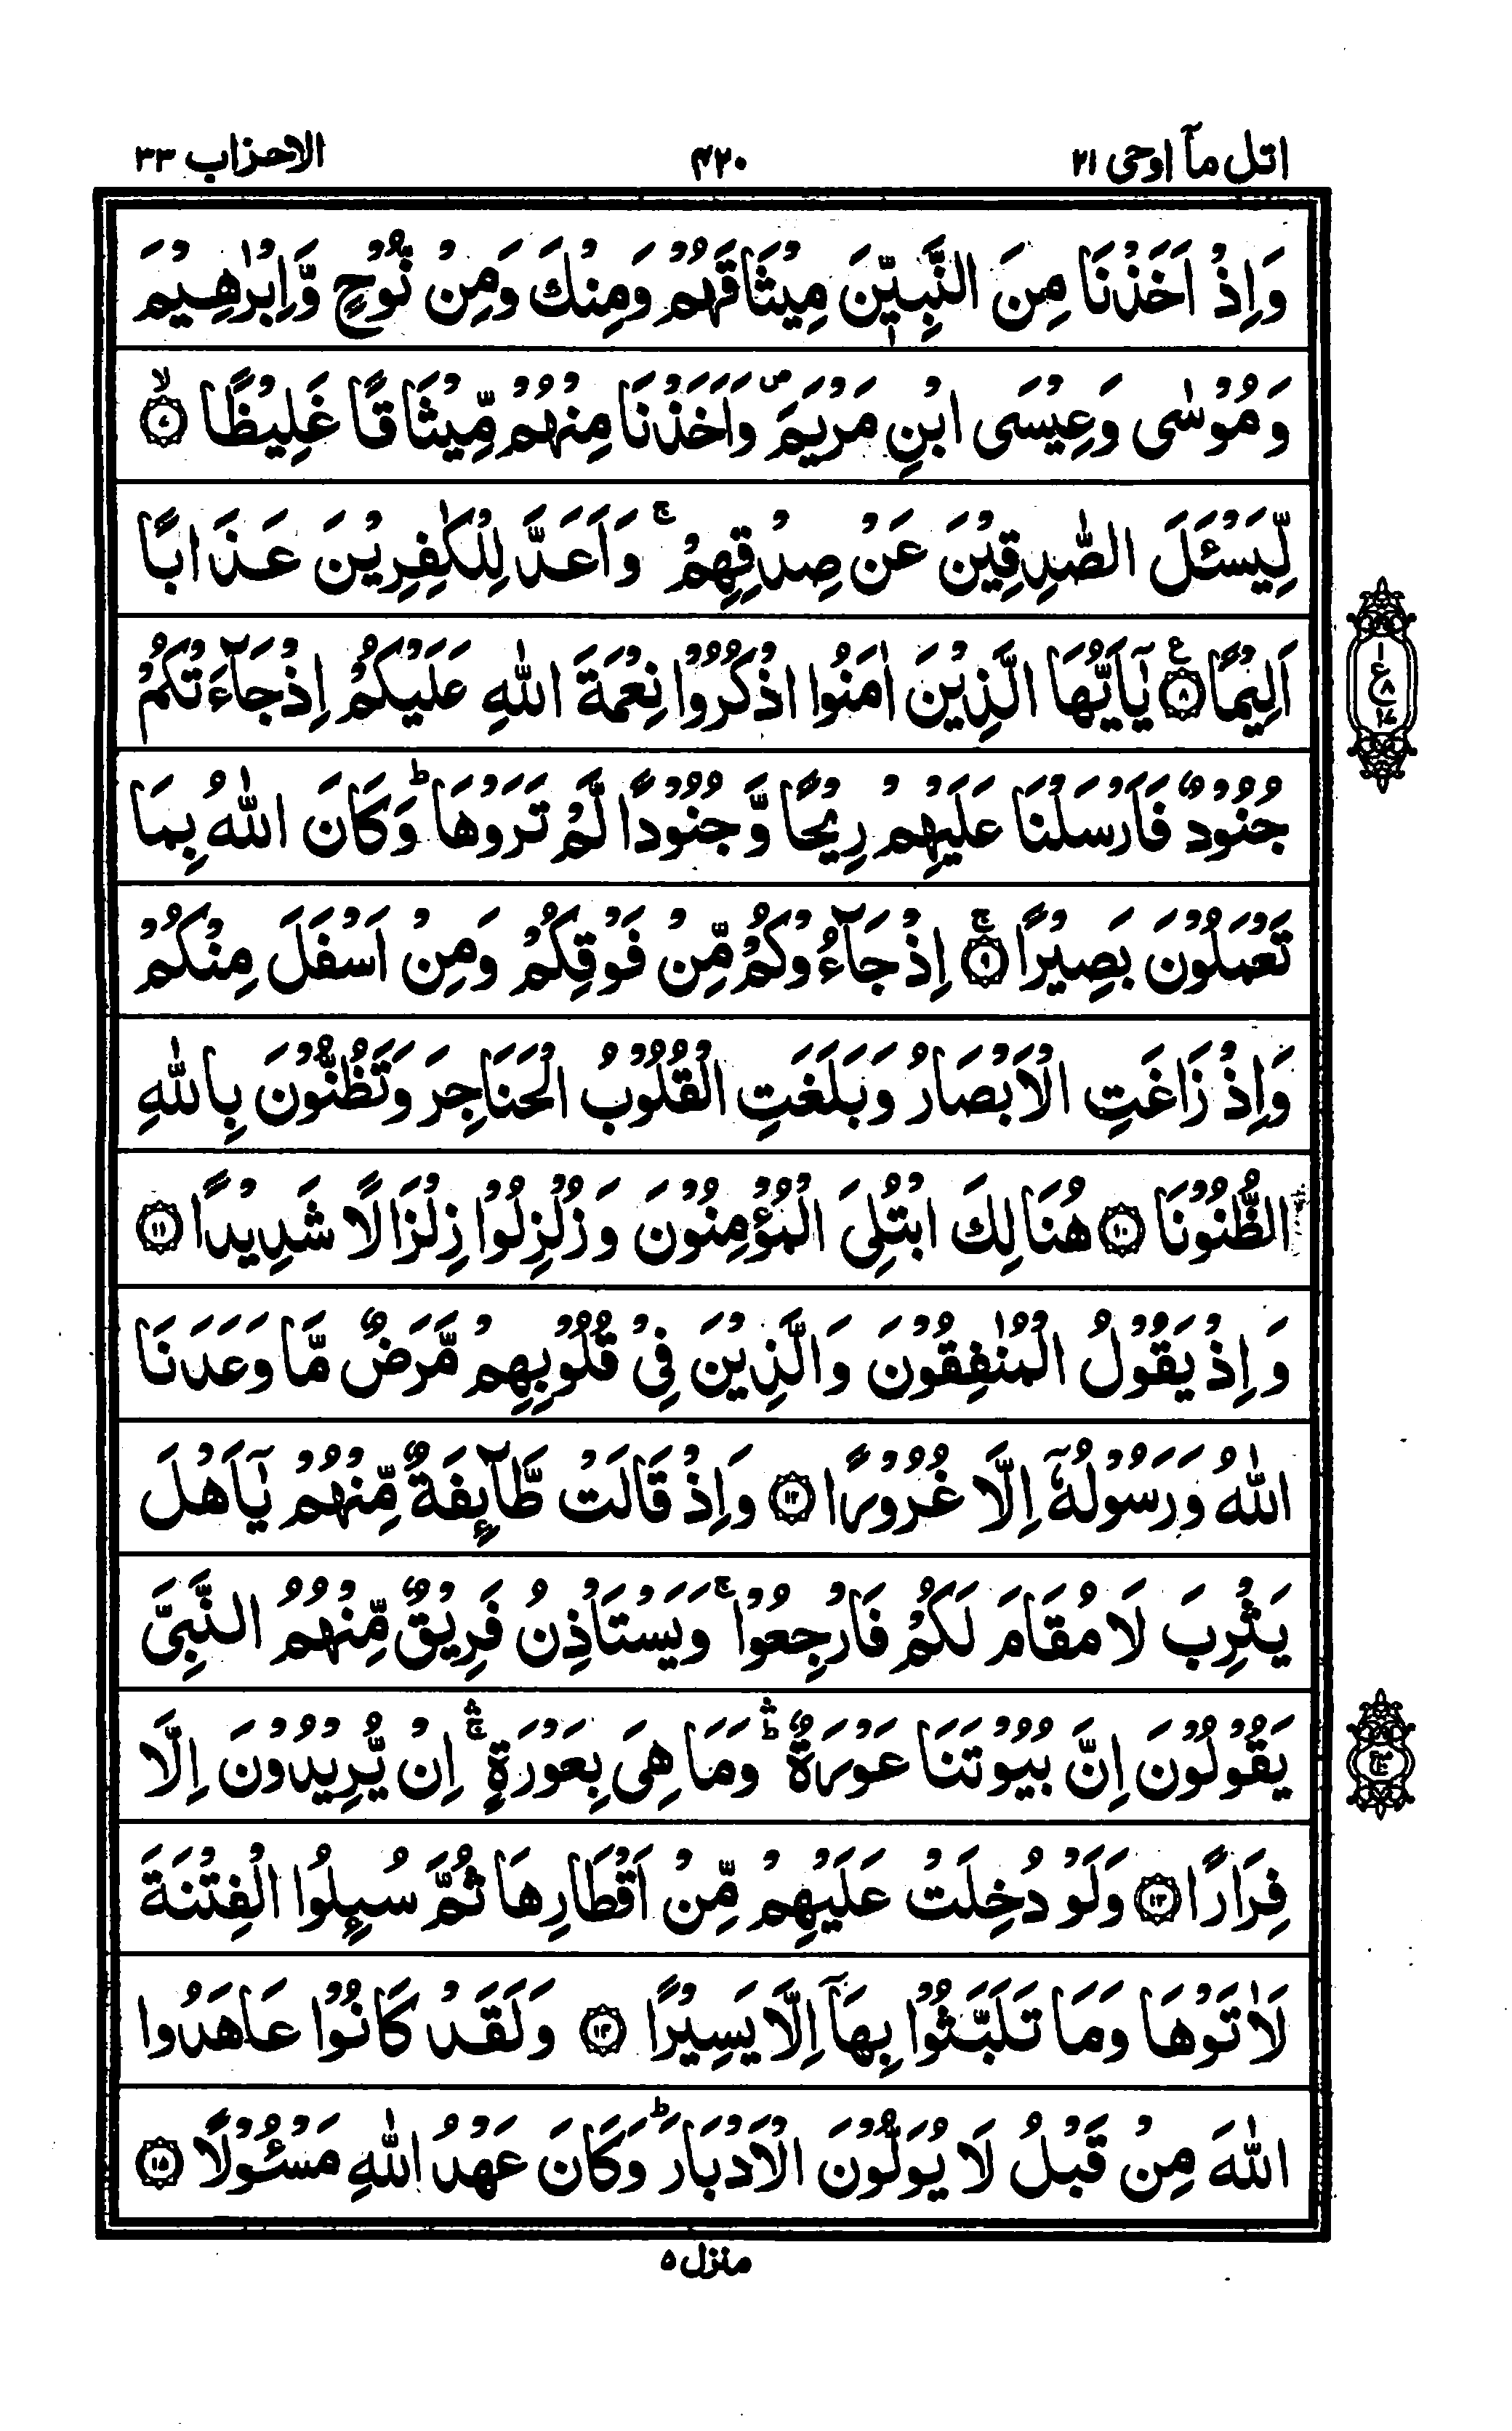 اتل مآ اوحی ۲۱
۴۲۰
الاحزاب ۳۳
وَاِذْ اَخَذْنَا مِنَ النَّبِيّٖنَ مِيْثَاقَهُمْ وَمِنْكَ وَمِنْ نُّوْحٍ وَّاِبْرٰهِيْمَ
وَمُوْسٰى وَعِيْسَى ابْنِ مَرْيَمَ ۪ وَاَخَذْنَا مِنْهُمْ مِّيْثَاقًا غَلِيْظًا ۙ‏﴿۷﴾
لِّيَسْـَٔلَ الصّٰدِقِيْنَ عَنْ صِدْقِهِمْ ۚ وَاَعَدَّ لِلْكٰفِرِيْنَ عَذَابًا
اَلِيْمًا ﴿۸﴾ ع يٰۤاَيُّهَا الَّذِيْنَ اٰمَنُوا اذْكُرُوْا نِعْمَةَ اللّٰهِ عَلَيْكُمْ اِذْ جَآءَتْكُمْ
جُنُوْدٌ فَاَرْسَلْنَا عَلَيْهِمْ رِيْحًا وَّجُنُوْدًا لَّمْ تَرَوْهَا ؕ وَكَانَ اللّٰهُ بِمَا
تَعْمَلُوْنَ بَصِيْرًا ۚ‏﴿۹﴾ اِذْ جَآءُوْكُمْ مِّنْ فَوْقِكُمْ وَمِنْ اَسْفَلَ مِنْكُمْ
وَاِذْ زَاغَتِ الْاَبْصَارُ وَبَلَغَتِ الْقُلُوْبُ الْحَنَاجِرَ وَتَظُنُّوْنَ بِاللّٰهِ
الظُّنُوْنَا ﴿۱۰﴾ هُنَالِكَ ابْتُلِىَ الْمُؤْمِنُوْنَ وَزُلْزِلُوْا زِلْزَالًا شَدِيْدًا ﴿۱۱﴾
وَاِذْ يَقُوْلُ الْمُنٰفِقُوْنَ وَالَّذِيْنَ فِىْ قُلُوْبِهِمْ مَّرَضٌ مَّا وَعَدَنَا
اللّٰهُ وَرَسُوْلُهٗۤ اِلَّا غُرُوْرًا ﴿۱۲﴾ وَاِذْ قَالَتْ طَّآئِفَةٌ مِّنْهُمْ يٰۤاَهْلَ
يَثْرِبَ لَا مُقَامَ لَكُمْ فَارْجِعُوْا ۚ وَيَسْتَاْذِنُ فَرِيْقٌ مِّنْهُمُ النَّبِىَّ
يَقُوْلُوْنَ اِنَّ بُيُوْتَنَا عَوْرَةٌ ؕۛ وَمَا هِىَ بِعَوْرَةٍ ۚۛ اِنْ يُّرِيْدُوْنَ اِلَّا
فِرَارًا ﴿۱۳﴾ وَلَوْ دُخِلَتْ عَلَيْهِمْ مِّنْ اَقْطَارِهَا ثُمَّ سُئِلُوا الْفِتْنَةَ
لَاٰتَوْهَا وَمَا تَلَبَّثُوْا بِهَاۤ اِلَّا يَسِيْرًا ﴿۱۴﴾ وَلَقَدْ كَانُوْا عَاهَدُوا
اللّٰهَ مِنْ قَبْلُ لَا يُوَلُّوْنَ الْاَدْبَارَ ؕ وَكَانَ عَهْدُ اللّٰهِ مَسْـُٔوْلًا ﴿۱۵﴾
منزل ۵